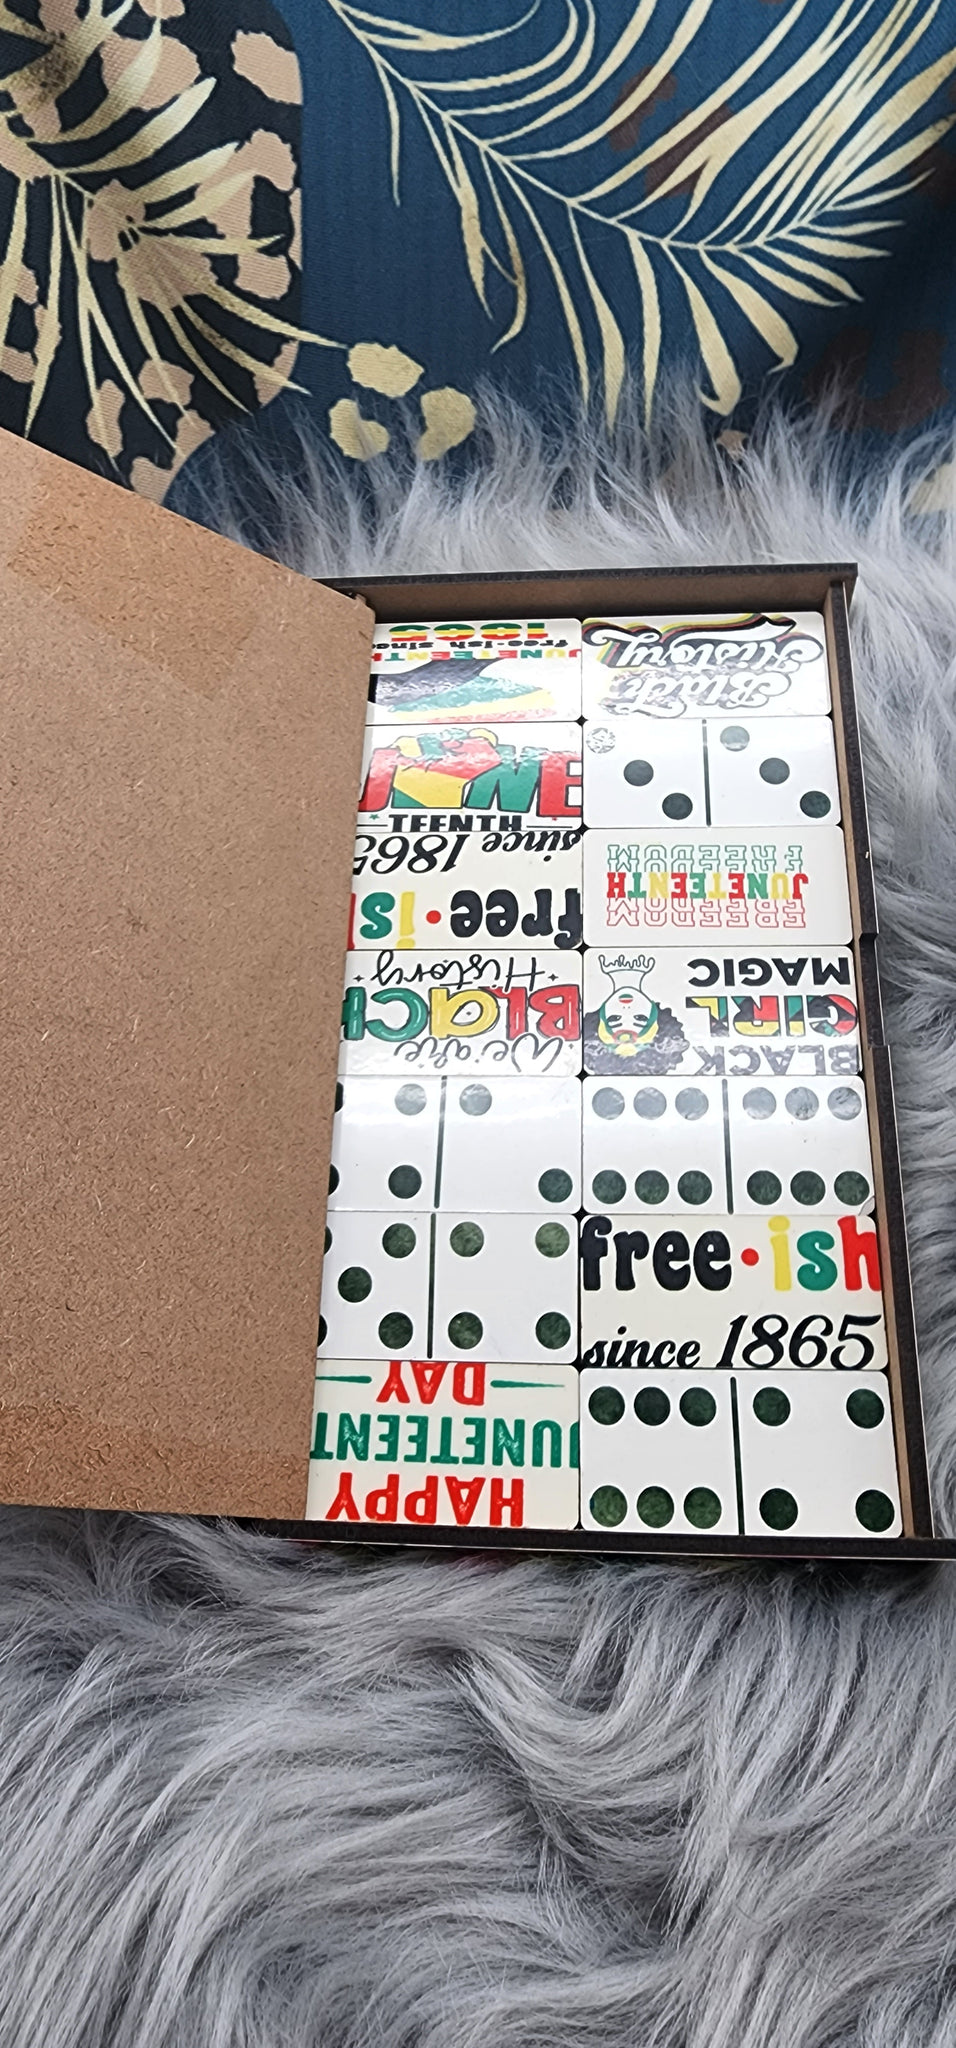 JUNETEENTH
free-ish since
1865
Black
History
JUNE
TEENTH
free·is
since 1865
FREEDOM
JUNETEENTH
FREEDOM
We are
BLACK
History
BLACK
GIRL
MAGIC
free·ish
since 1865
HAPPY
JUNETEENT
DAY